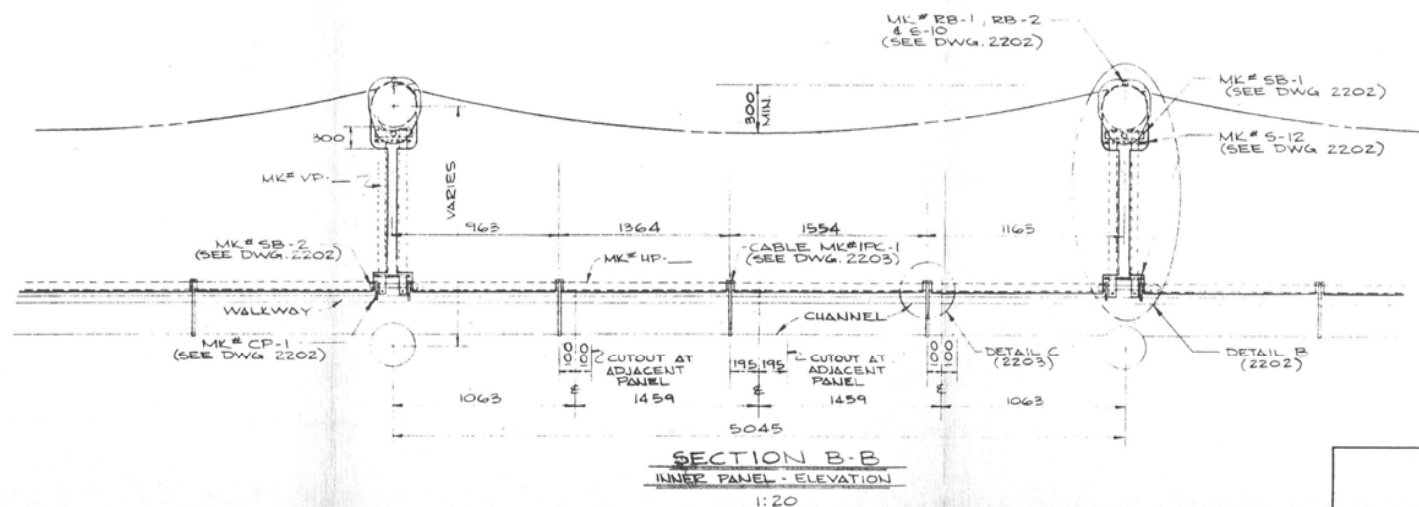 MK# RB-1, RB-2
& S-10
(SEE DWG. 2202)
MK# SB-1
(SEE DWG 2202)
300
MIN.
300
MK# S-12
(SEE DWG 2202)
MK# VP-__
VARIES
963
1364
1554
1165
MK# SB-2
(SEE DWG. 2202)
CABLE MK# IPC-1
(SEE DWG. 2203)
MK# HP-__
WALKWAY
CHANNEL
MK# CP-1
(SEE DWG 2202)
CUTOUT AT
ADJACENT
PANEL
195 195
CUTOUT AT
ADJACENT
PANEL
DETAIL C
(2203)
DETAIL B
(2202)
1063
1459
1459
1063
5045
SECTION B-B
INNER PANEL - ELEVATION
1:20